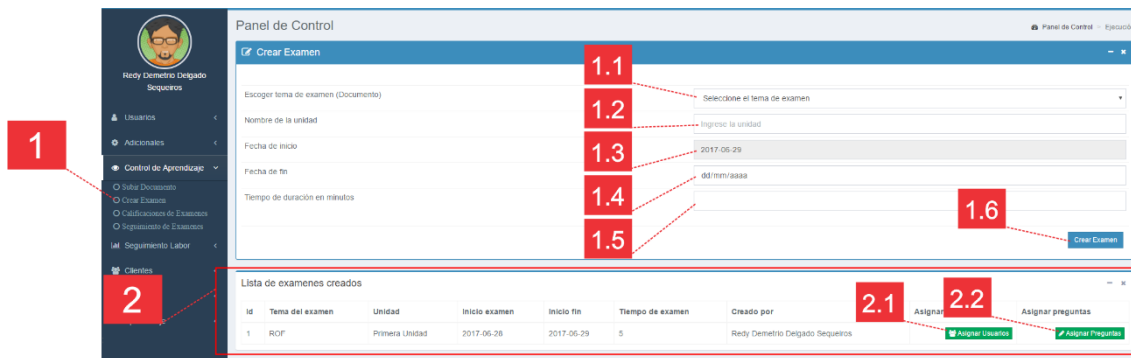 Panel de Control
Panel de Control > Ejecució
Redy Demetrio Delgado
Sequeiros
Crear Examen
1.1
Escoger tema de examen (Documento)
Seleccione el tema de examen
1.2
Nombre de la unidad
Ingrese la unidad
Usuarios
1
Adicionales
Fecha de inicio
1.3
2017-06-29
Control de Aprendizaje
Fecha de fin
dd/mm/aaaa
1.4
Subir Documento
Crear Examen
Calificaciones de Examenes
Seguimiento de Examenes
Tiempo de duración en minutos
1.5
1.6
Seguimiento Labor
Crear Examen
Clientes
2
Lista de examenes creados
2.1
2.2
Id Tema del examen Unidad Inicio examen Inicio fin Tiempo de examen Creado por Asignar Asignar preguntas
1 ROF Primera Unidad 2017-06-28 2017-06-29 5 Redy Demetrio Delgado Sequeiros Asignar Usuarios Asignar Preguntas